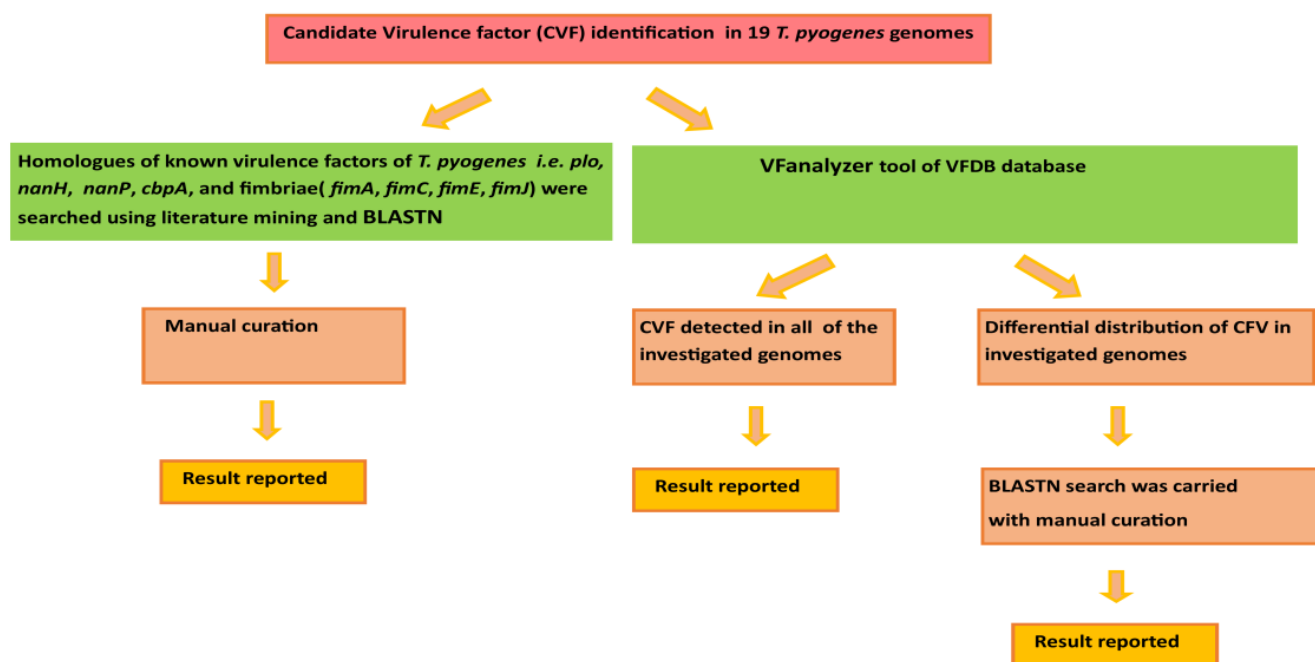 Candidate Virulence factor (CVF) identification in 19 T. pyogenes genomes
Homologues of known virulence factors of T. pyogenes i.e. plo,
nanH, nanP, cbpA, and fimbriae( fimA, fimC, fimE, fimJ) were
searched using literature mining and BLASTN
VFanalyzer tool of VFDB database
Manual curation
CVF detected in all of the
investigated genomes
Differential distribution of CFV in
investigated genomes
Result reported
Result reported
BLASTN search was carried
with manual curation
Result reported